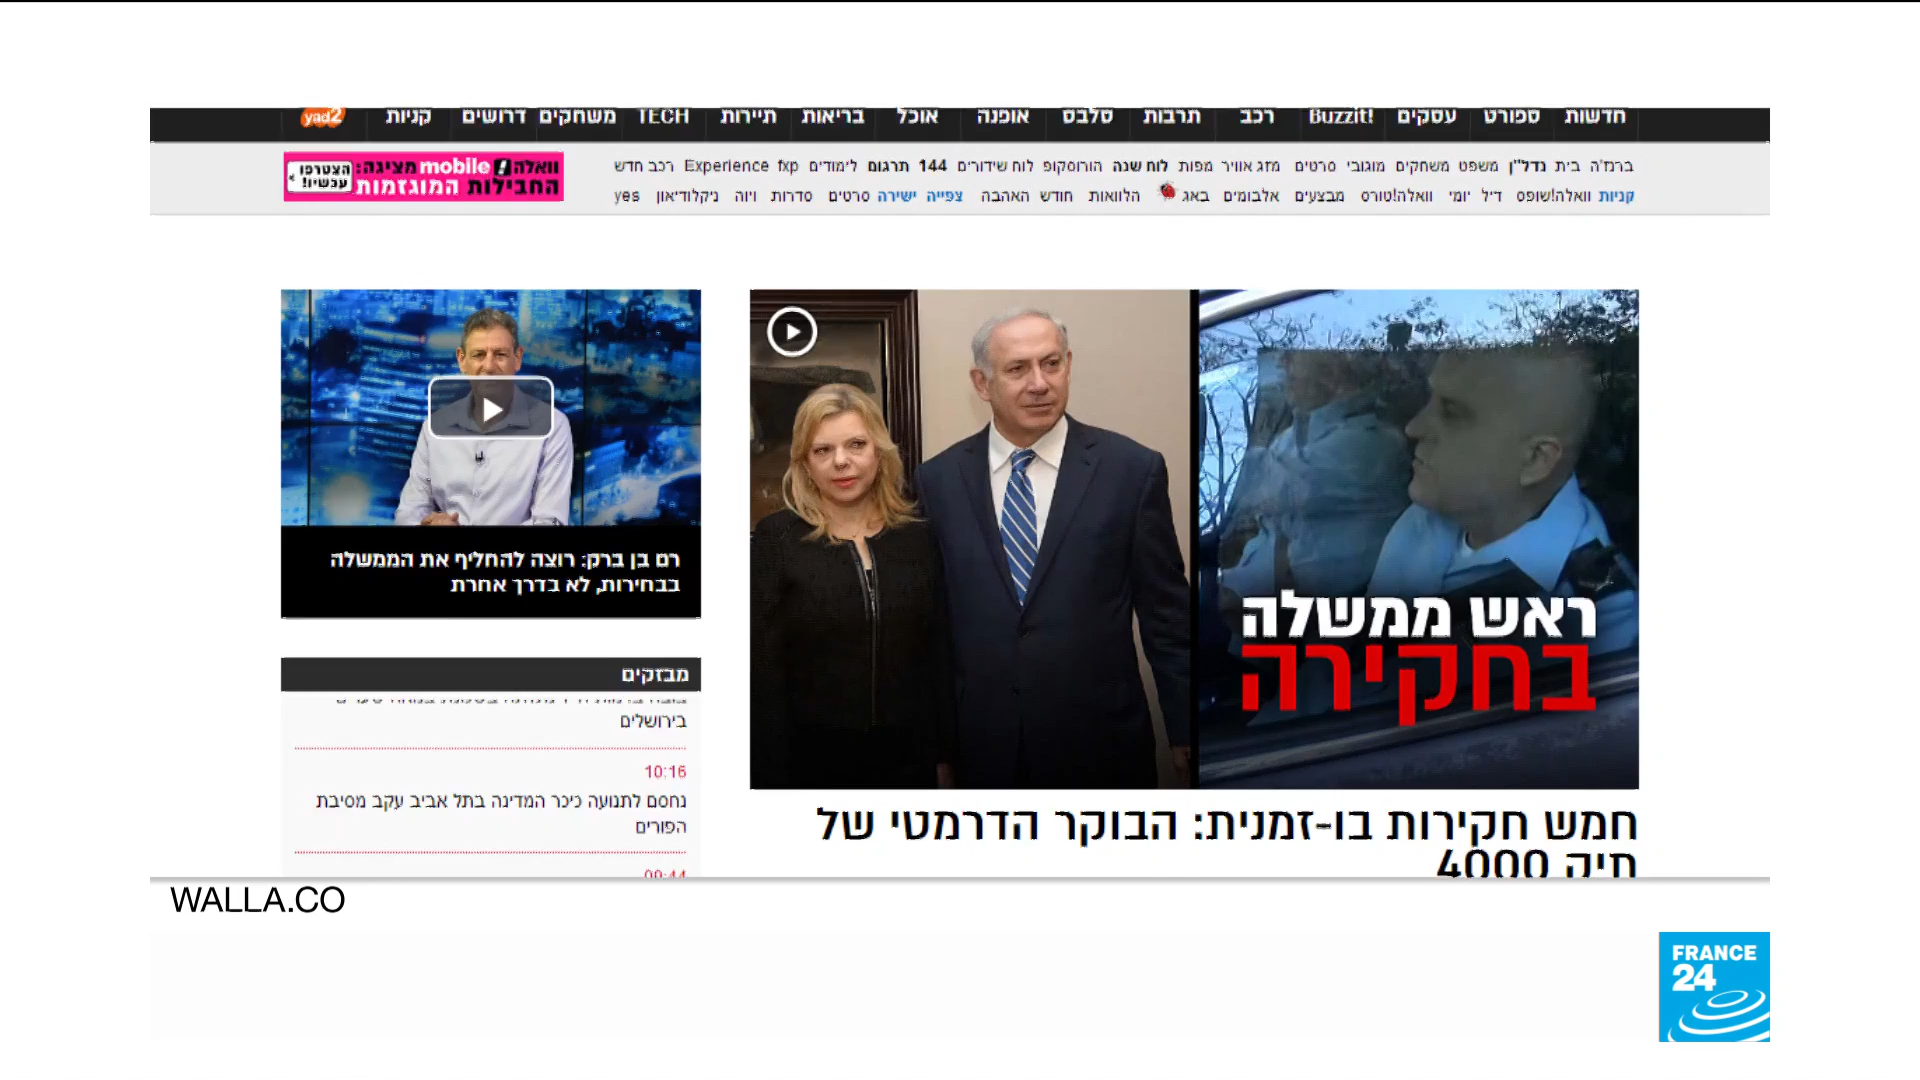 חדשות ספורט עסקים Buzzit! רכב תרבות סלבס אופנה אוכל בריאות תיירות TECH משחקים דרושים קניות yad2
ברנז'ה בית נדל"ן משפט משחקים מוגובי סרטים מזג אוויר מפות לוח שנה הורוסקופ לוח שידורים 144 תרגום לימודים Experience fxp רכב חדש
קניות וואלה!שופס דיל יומי וואלה!טורס מבצעים אלבומים באג הלוואות חודש האהבה צפייה ישירה סרטים סדרות ויוה ניקלודיאון yes
וואלה! mobile מציגה:
החבילות המוגזמות
הצטרפו
עכשיו!
ראש ממשלה
בחקירה
חמש חקירות בו-זמנית: הבוקר הדרמטי של
תיק 4000
רם בן ברק: רוצה להחליף את הממשלה
בבחירות, לא בדרך אחרת
מבזקים
בירושלים
10:16
נחסם לתנועה כיכר המדינה בתל אביב עקב מסיבת
הפורים
WALLA.CO
FRANCE
24